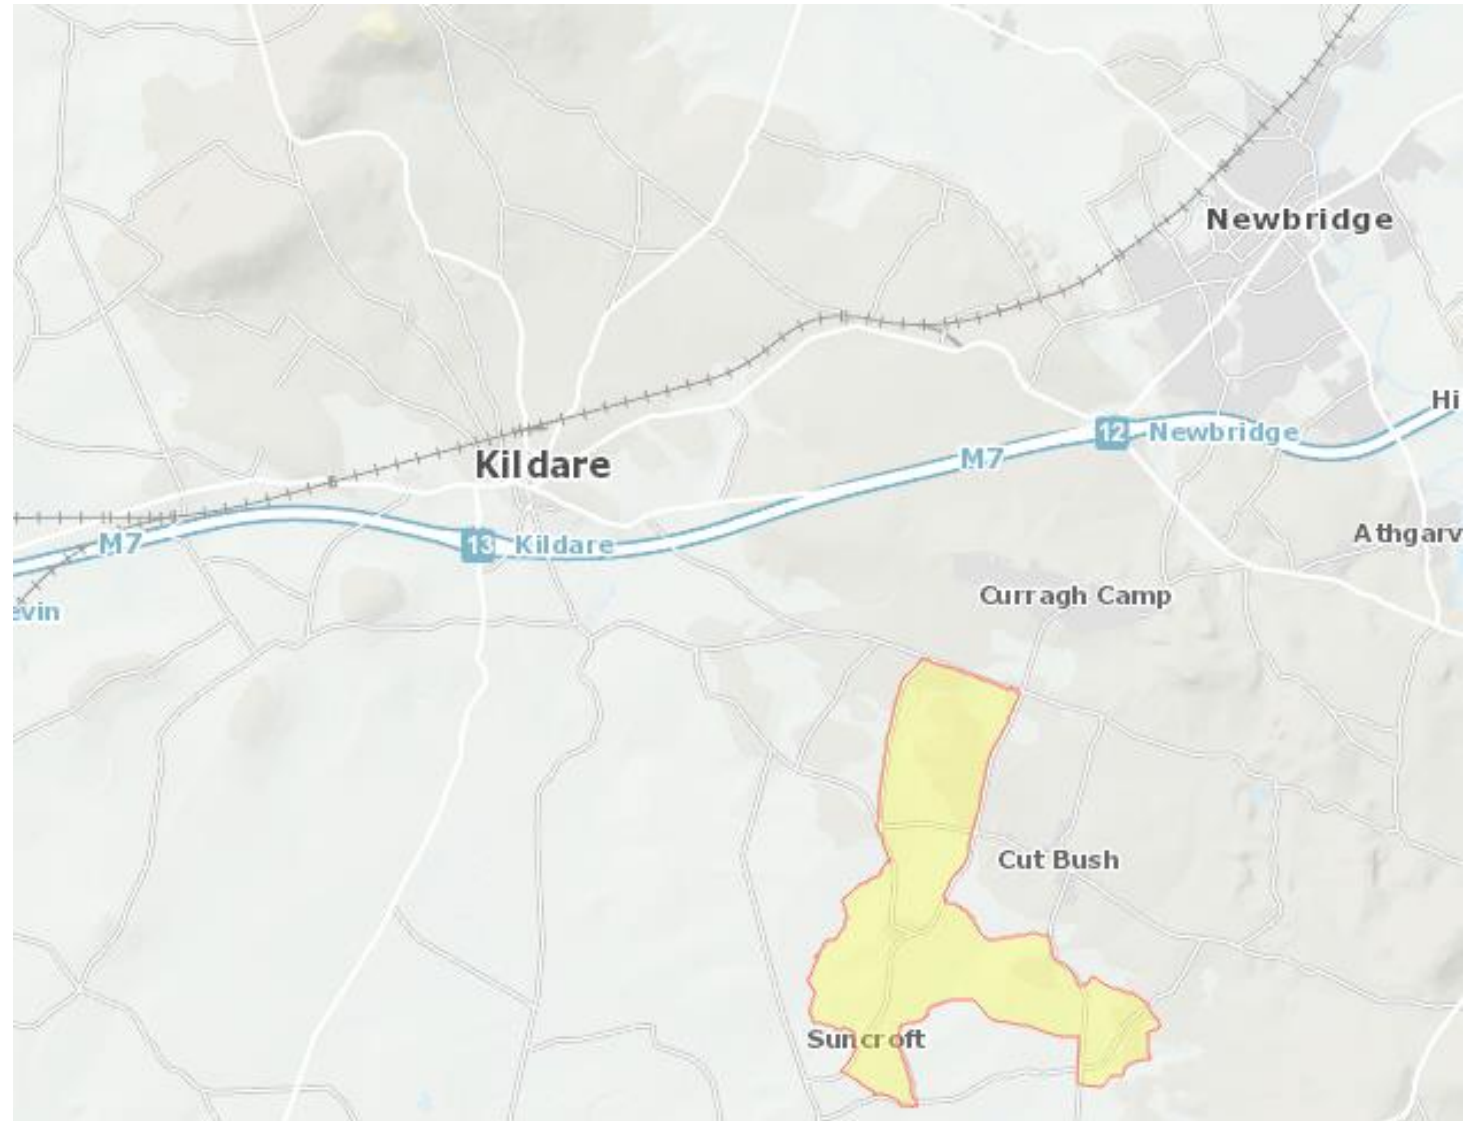 Newbridge
Hi
12 Newbridge
M7
Kildare
M7
13 Kildare
Athgarv
Curragh Camp
evin
Cut Bush
Suncroft